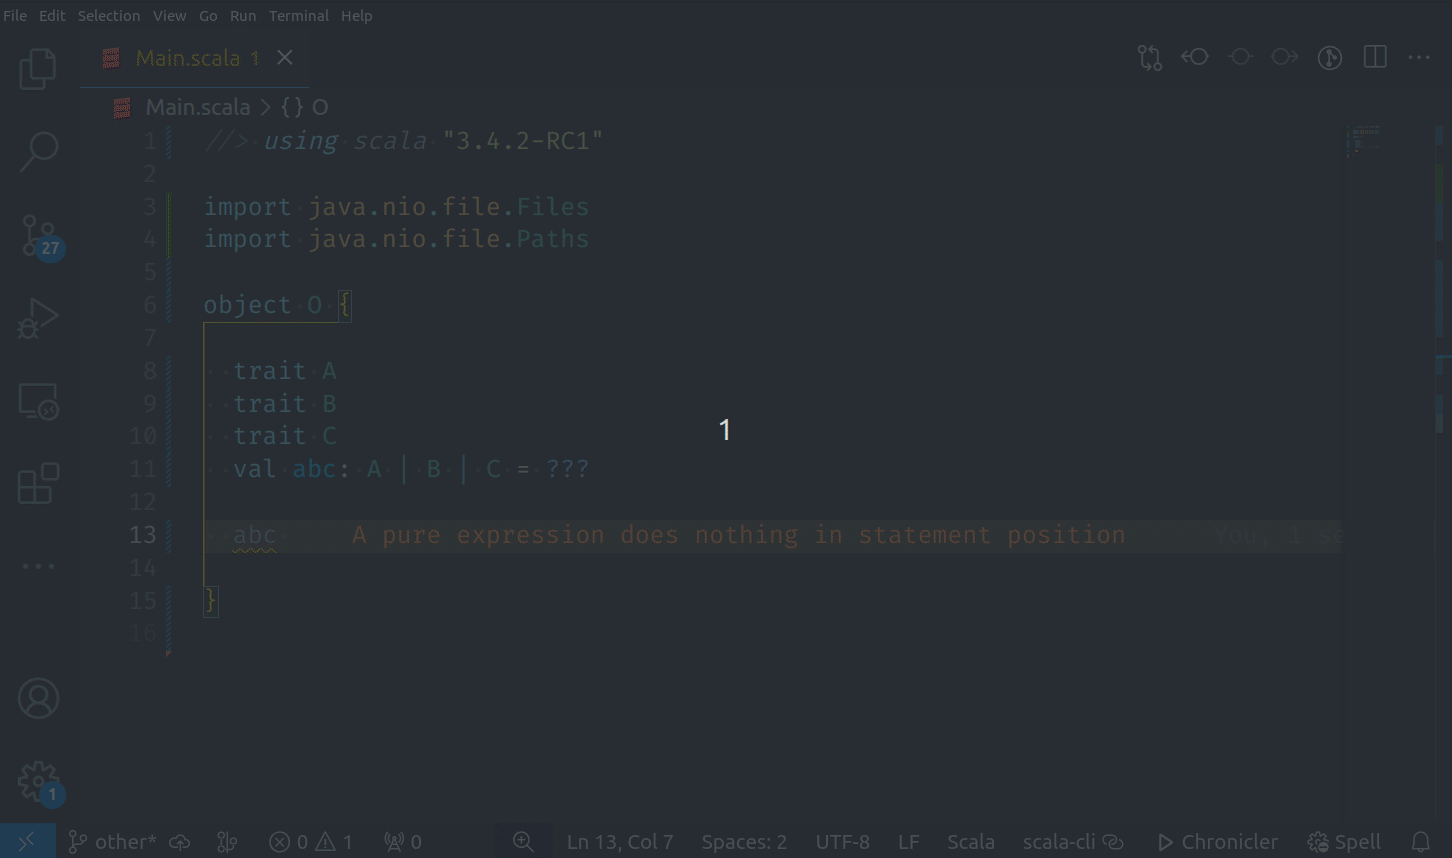 File Edit Selection View Go Run Terminal Help
Main.scala 1
Main.scala > {} O
1 //> using scala "3.4.2-RC1"
2
3 import java.nio.file.Files
4 import java.nio.file.Paths
5
6 object O {
7
8 trait A
9 trait B
10 trait C
11 val abc: A | B | C = ???
12
13 abc A pure expression does nothing in statement position You, 1 se
14
15 }
16
1
27
1
other* 0 1 0 Ln 13, Col 7 Spaces: 2 UTF-8 LF Scala scala-cli Chronicler Spell